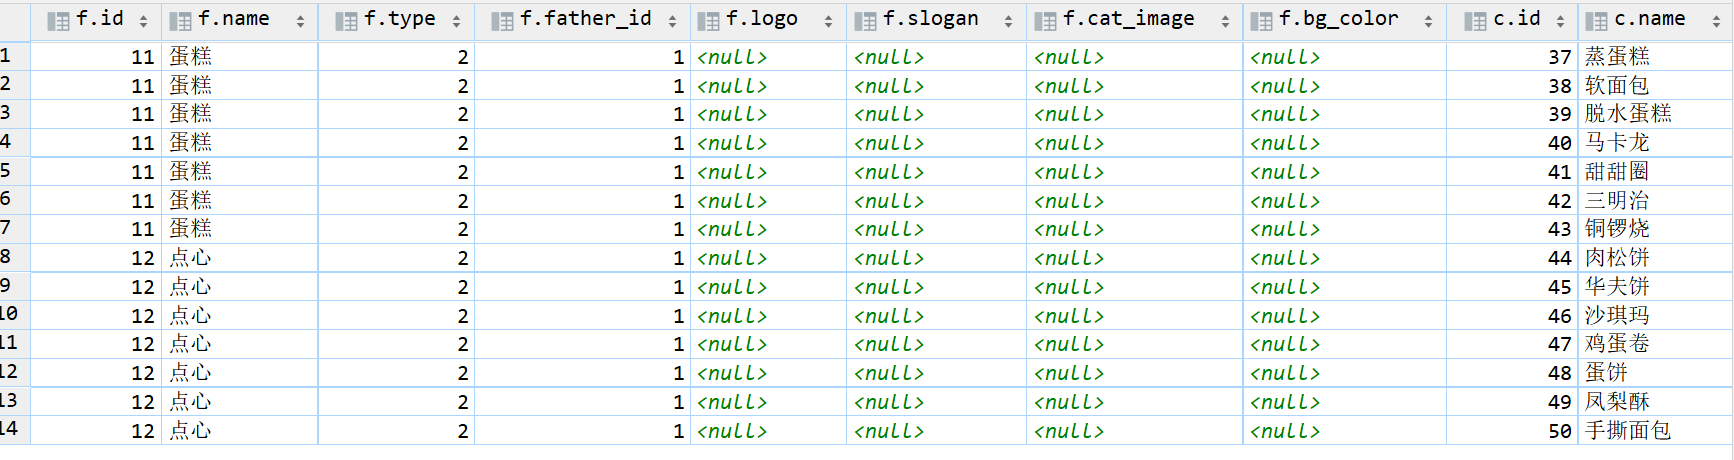 f.id f.name f.type f.father_id f.logo f.slogan f.cat_image f.bg_color c.id c.name
1 11 蛋糕 2 1 <null> <null> <null> <null> 37 蒸蛋糕
2 11 蛋糕 2 1 <null> <null> <null> <null> 38 软面包
3 11 蛋糕 2 1 <null> <null> <null> <null> 39 脱水蛋糕
4 11 蛋糕 2 1 <null> <null> <null> <null> 40 马卡龙
5 11 蛋糕 2 1 <null> <null> <null> <null> 41 甜甜圈
6 11 蛋糕 2 1 <null> <null> <null> <null> 42 三明治
7 11 蛋糕 2 1 <null> <null> <null> <null> 43 铜锣烧
8 12 点心 2 1 <null> <null> <null> <null> 44 肉松饼
9 12 点心 2 1 <null> <null> <null> <null> 45 华夫饼
10 12 点心 2 1 <null> <null> <null> <null> 46 沙琪玛
11 12 点心 2 1 <null> <null> <null> <null> 47 鸡蛋卷
12 12 点心 2 1 <null> <null> <null> <null> 48 蛋饼
13 12 点心 2 1 <null> <null> <null> <null> 49 凤梨酥
14 12 点心 2 1 <null> <null> <null> <null> 50 手撕面包